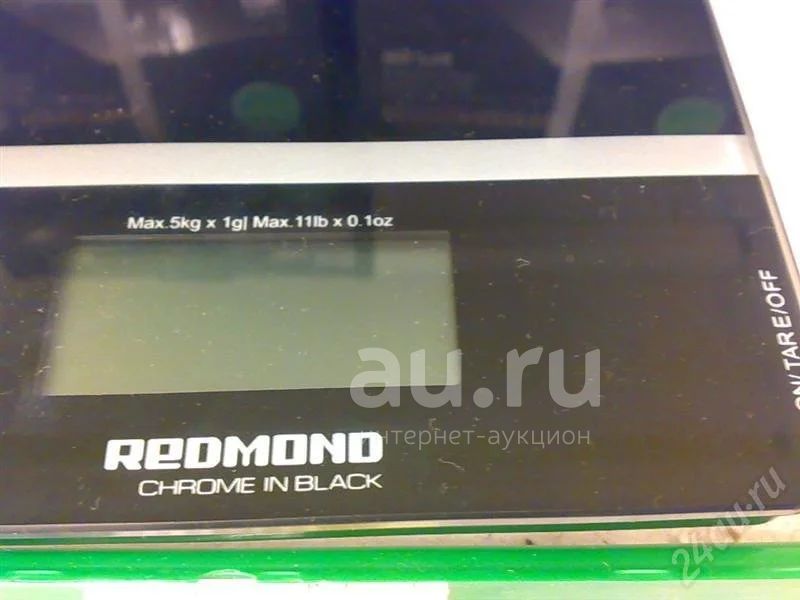 Max.5kg x 1g| Max.11lb x 0.1oz
ON/TARE/OFF
au.ru
интернет-аукцион
REDMOND
CHROME IN BLACK
24au.ru